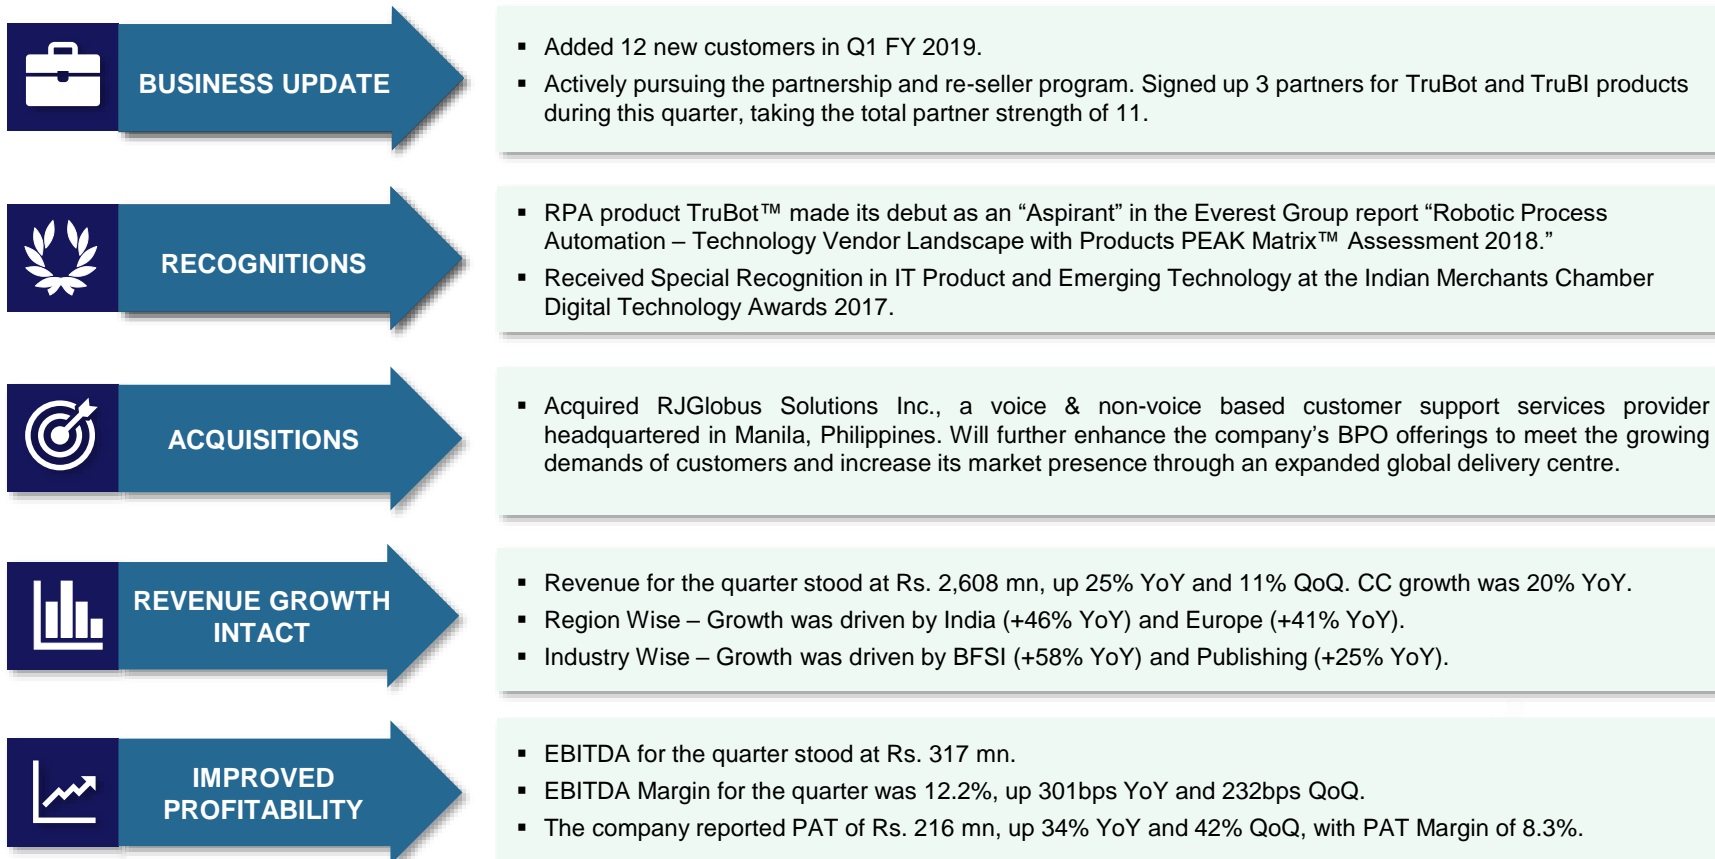 BUSINESS UPDATE
▪ Added 12 new customers in Q1 FY 2019.
▪ Actively pursuing the partnership and re-seller program. Signed up 3 partners for TruBot and TruBI products
during this quarter, taking the total partner strength of 11.
RECOGNITIONS
▪ RPA product TruBot™ made its debut as an “Aspirant” in the Everest Group report “Robotic Process
Automation – Technology Vendor Landscape with Products PEAK Matrix™ Assessment 2018.”
▪ Received Special Recognition in IT Product and Emerging Technology at the Indian Merchants Chamber
Digital Technology Awards 2017.
ACQUISITIONS
▪ Acquired RJGlobus Solutions Inc., a voice & non-voice based customer support services provider
headquartered in Manila, Philippines. Will further enhance the company’s BPO offerings to meet the growing
demands of customers and increase its market presence through an expanded global delivery centre.
REVENUE GROWTH
INTACT
▪ Revenue for the quarter stood at Rs. 2,608 mn, up 25% YoY and 11% QoQ. CC growth was 20% YoY.
▪ Region Wise – Growth was driven by India (+46% YoY) and Europe (+41% YoY).
▪ Industry Wise – Growth was driven by BFSI (+58% YoY) and Publishing (+25% YoY).
IMPROVED
PROFITABILITY
▪ EBITDA for the quarter stood at Rs. 317 mn.
▪ EBITDA Margin for the quarter was 12.2%, up 301bps YoY and 232bps QoQ.
▪ The company reported PAT of Rs. 216 mn, up 34% YoY and 42% QoQ, with PAT Margin of 8.3%.